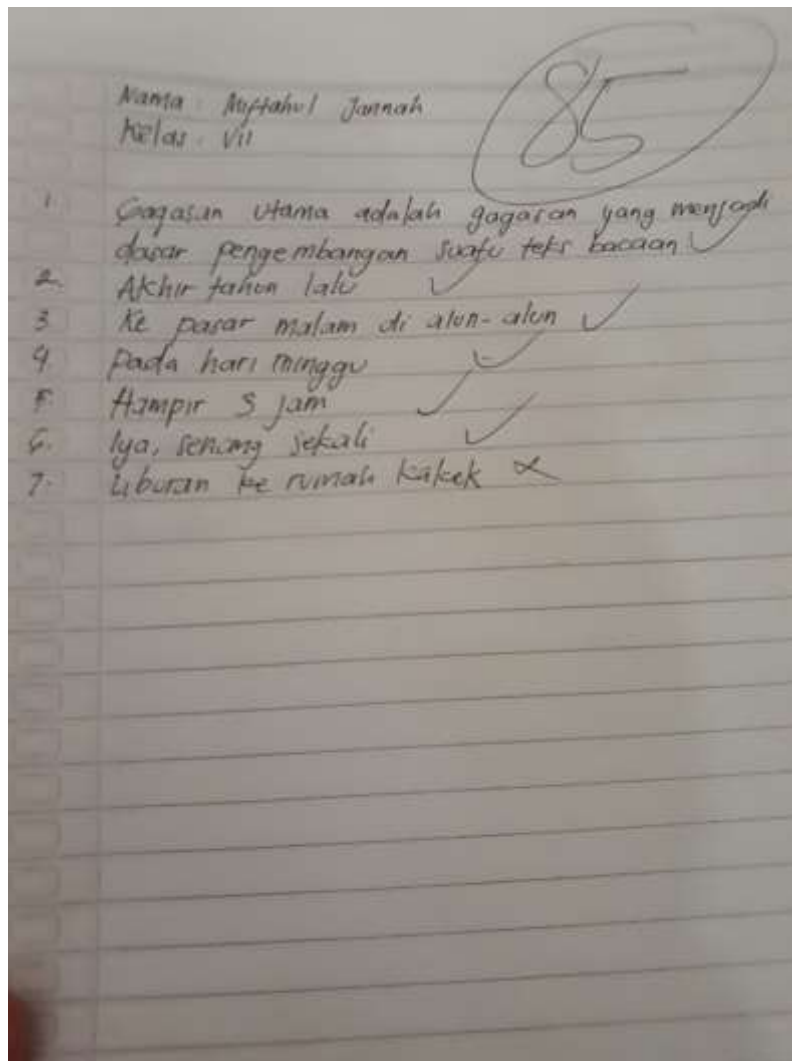 85
Nama : Miftahul Jannah
Kelas : VII
1. Gagasan utama adalah gagasan yang menjadi
dasar pengembangan suatu teks bacaan
2. Akhir tahun lalu
3. Ke pasar malam di alun-alun
4. Pada hari minggu
5. Hampir 3 jam
6. Iya, senang sekali
7. Liburan ke rumah kakek